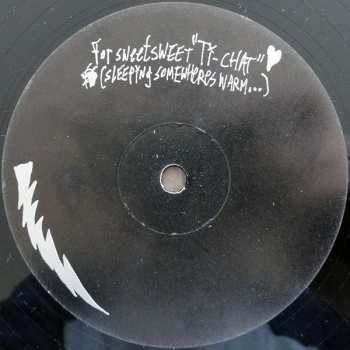 For sweetsweet "Ti-CHAT" ♥
(SLEEPING SOMEWHERES WARM...)